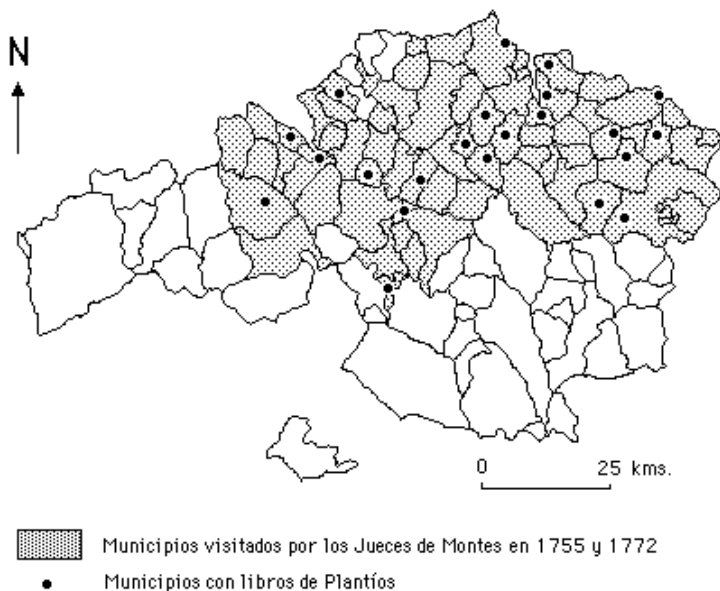 N
0 25 kms.
Municipios visitados por los Jueces de Montes en 1755 y 1772
Municipios con libros de Plantíos